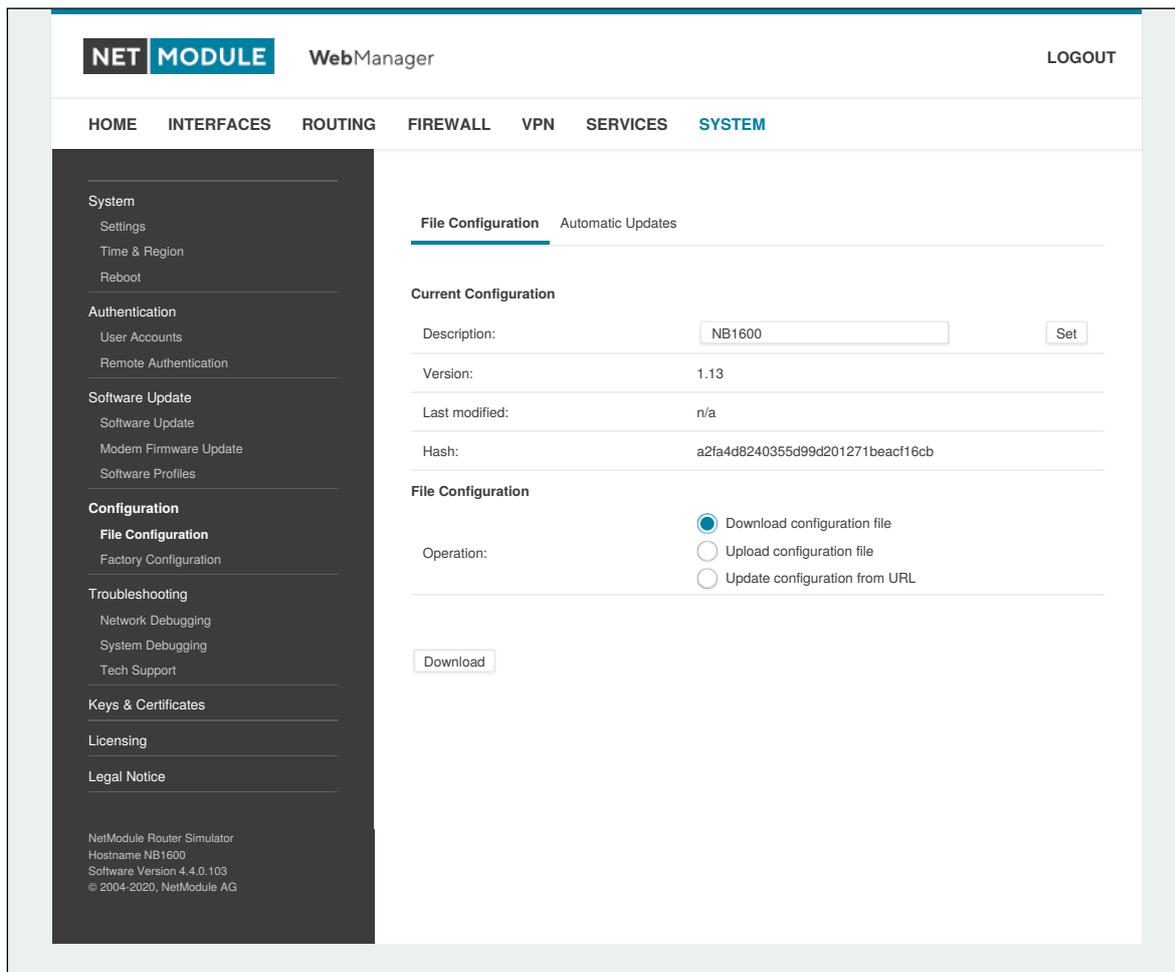 NET MODULE WebManager LOGOUT
HOME INTERFACES ROUTING FIREWALL VPN SERVICES SYSTEM
System
Settings
Time & Region
Reboot
Authentication
User Accounts
Remote Authentication
Software Update
Software Update
Modem Firmware Update
Software Profiles
Configuration
File Configuration
Factory Configuration
Troubleshooting
Network Debugging
System Debugging
Tech Support
Keys & Certificates
Licensing
Legal Notice
NetModule Router Simulator
Hostname NB1600
Software Version 4.4.0.103
© 2004-2020, NetModule AG
File Configuration Automatic Updates
Current Configuration
Description: NB1600 Set
Version: 1.13
Last modified: n/a
Hash: a2fa4d8240355d99d201271beacf16cb
File Configuration
Operation:
Download configuration file
Upload configuration file
Update configuration from URL
Download